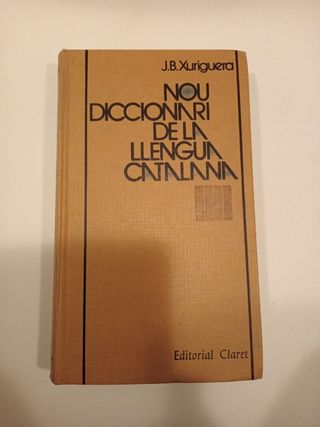 J.B.Xuriguera
NOU
DICCIONARI
DE LA
LLENGUA
CATALANA
Editorial Claret